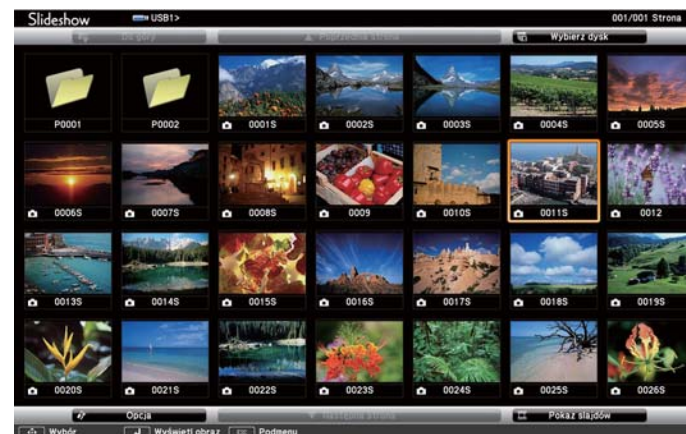 Slideshow USB1> 001/001 Strona
Do góry Poprzednia strona Wybierz dysk
P0001 P0002 0001S 0002S 0003S 0004S 0005S
0006S 0007S 0008S 0009 0010S 0011S 0012
0013S 0014S 0015S 0016S 0017S 0018S 0019S
0020S 0021S 0022S 0023S 0024S 0025S 0026S
Opcja Następna strona Pokaz slajdów
Wybór Wyświetl obraz Podmenu